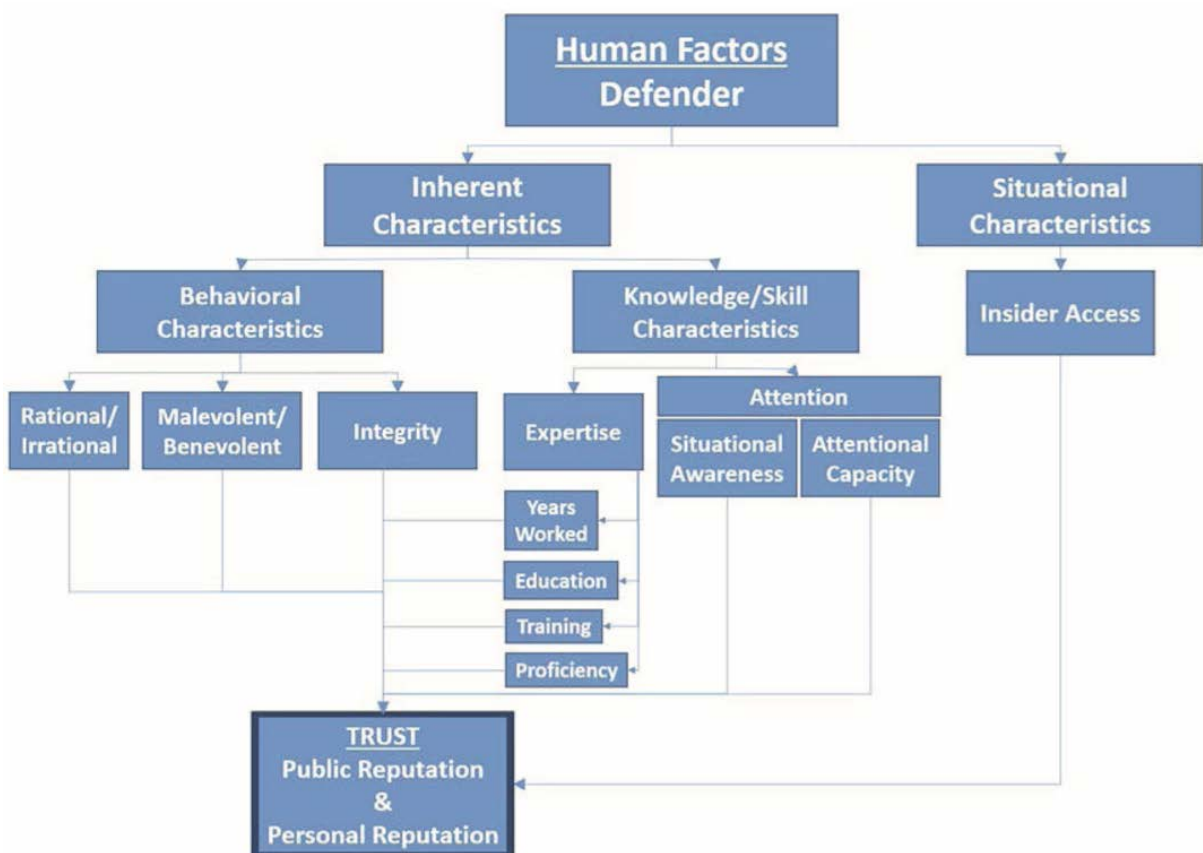 Human Factors
Defender
Inherent
Characteristics
Situational
Characteristics
Behavioral
Characteristics
Knowledge/Skill
Characteristics
Insider Access
Rational/
Irrational
Malevolent/
Benevolent
Integrity
Expertise
Attention
Situational
Awareness
Attentional
Capacity
Years
Worked
Education
Training
Proficiency
TRUST
Public Reputation
&
Personal Reputation